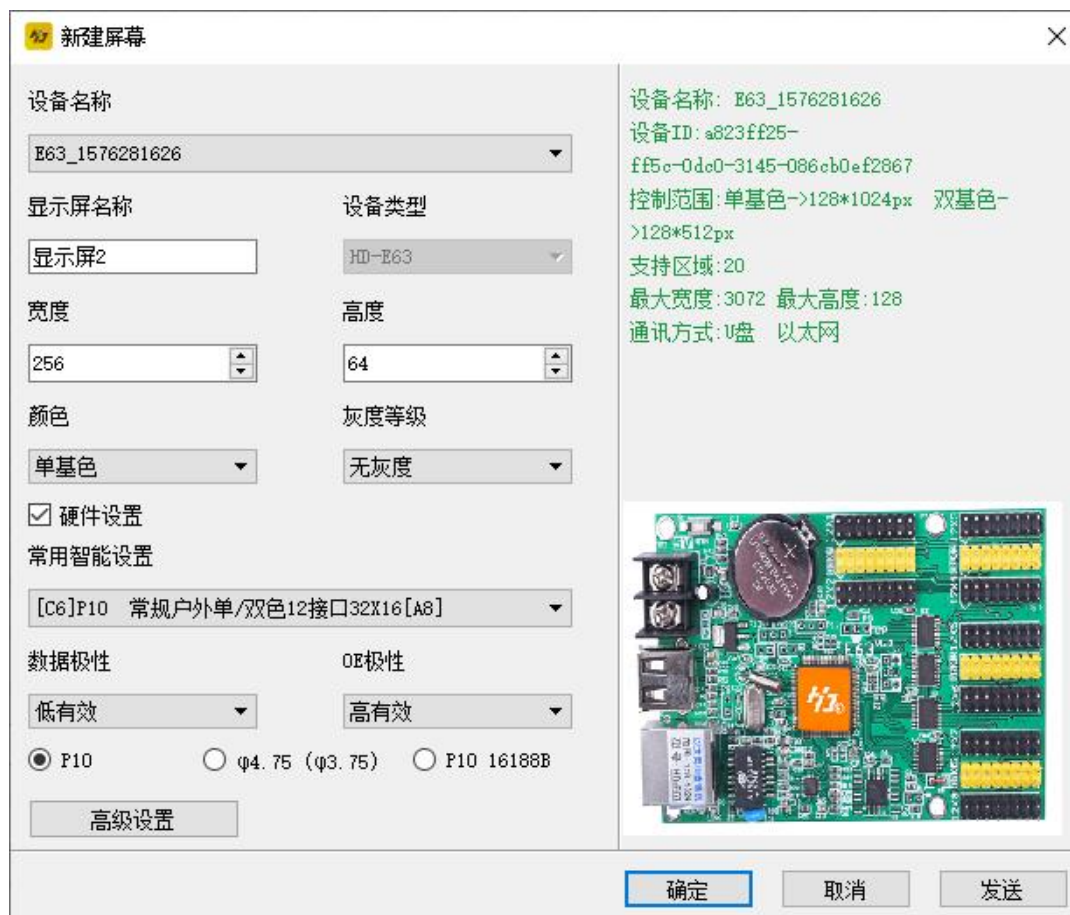 新建屏幕
设备名称
E63_1576281626
显示屏名称 设备类型
显示屏2 HD-E63
宽度 高度
256 64
颜色 灰度等级
单基色 无灰度
硬件设置
常用智能设置
[C6]P10 常规户外单/双色12接口32X16[A8]
数据极性 OE极性
低有效 高有效
P10 φ4.75 (φ3.75) P10 16188B
高级设置
设备名称: E63_1576281626
设备ID:a823ff25-
ff5c-0dc0-3145-086cb0ef2867
控制范围:单基色->128*1024px 双基色-
>128*512px
支持区域:20
最大宽度:3072 最大高度:128
通讯方式:U盘 以太网
确定 取消 发送